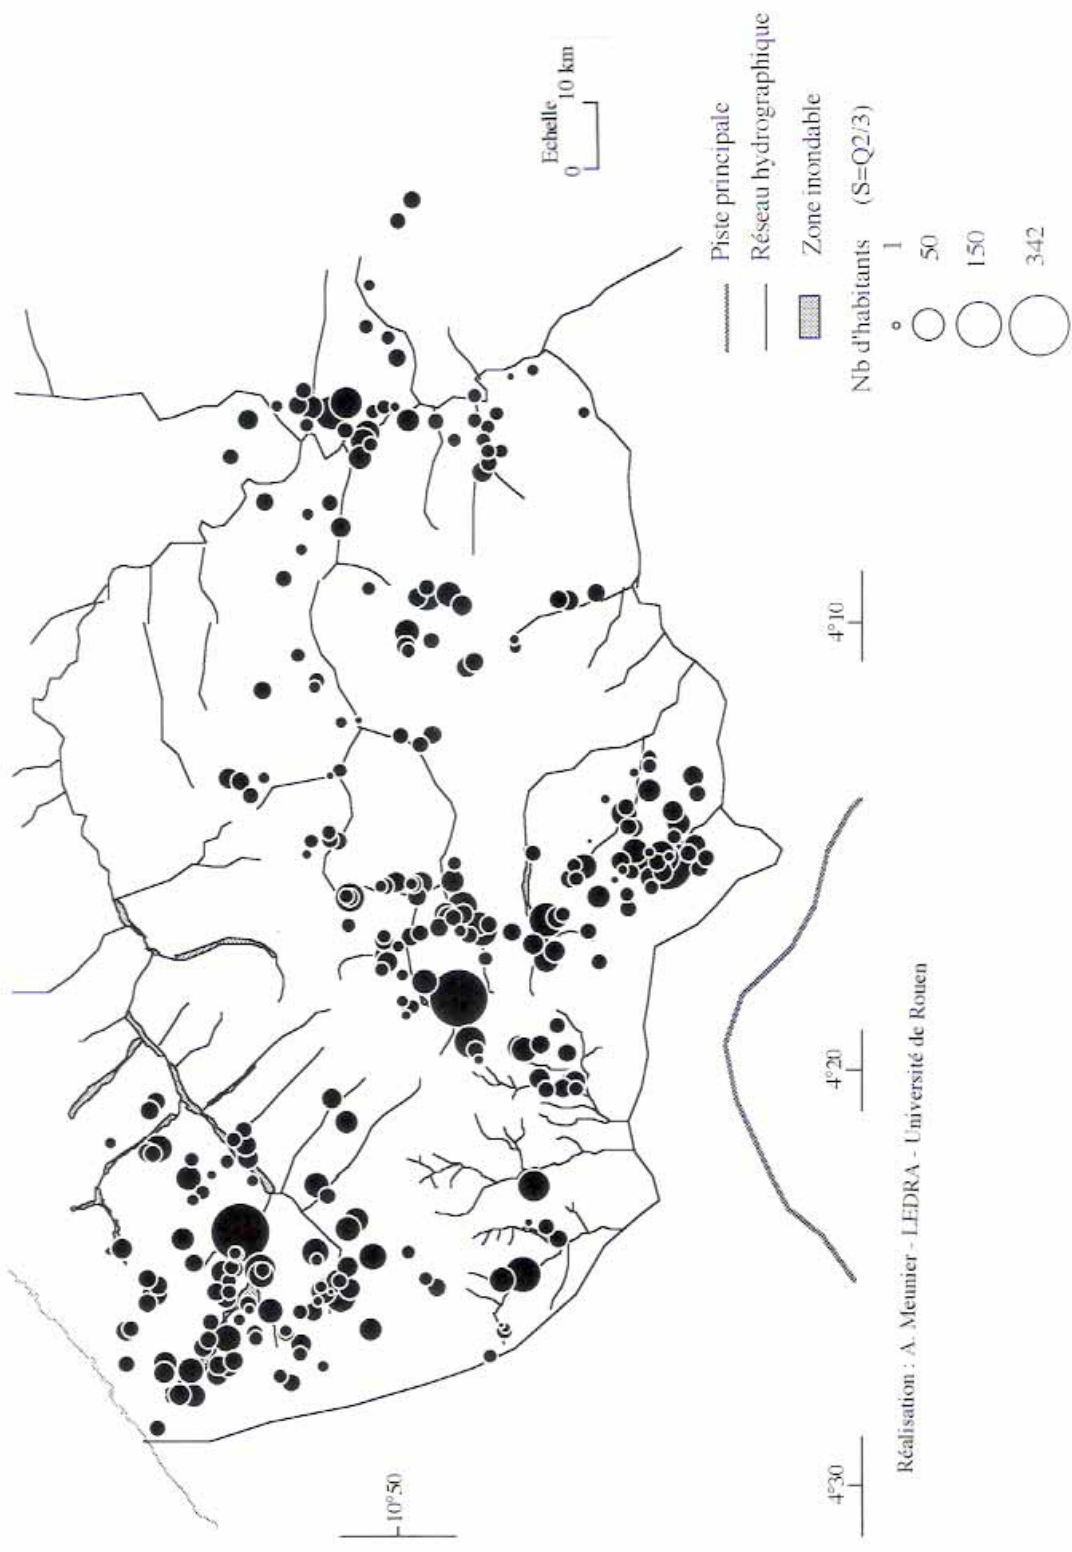 Echelle
0 10 km
Piste principale
Réseau hydrographique
Zone inondable
Nb d'habitants (S=Q2/3)
1
50
150
342
4°10
4°20
4°30
10°50
Réalisation : A. Meunier - LEDRA - Université de Rouen